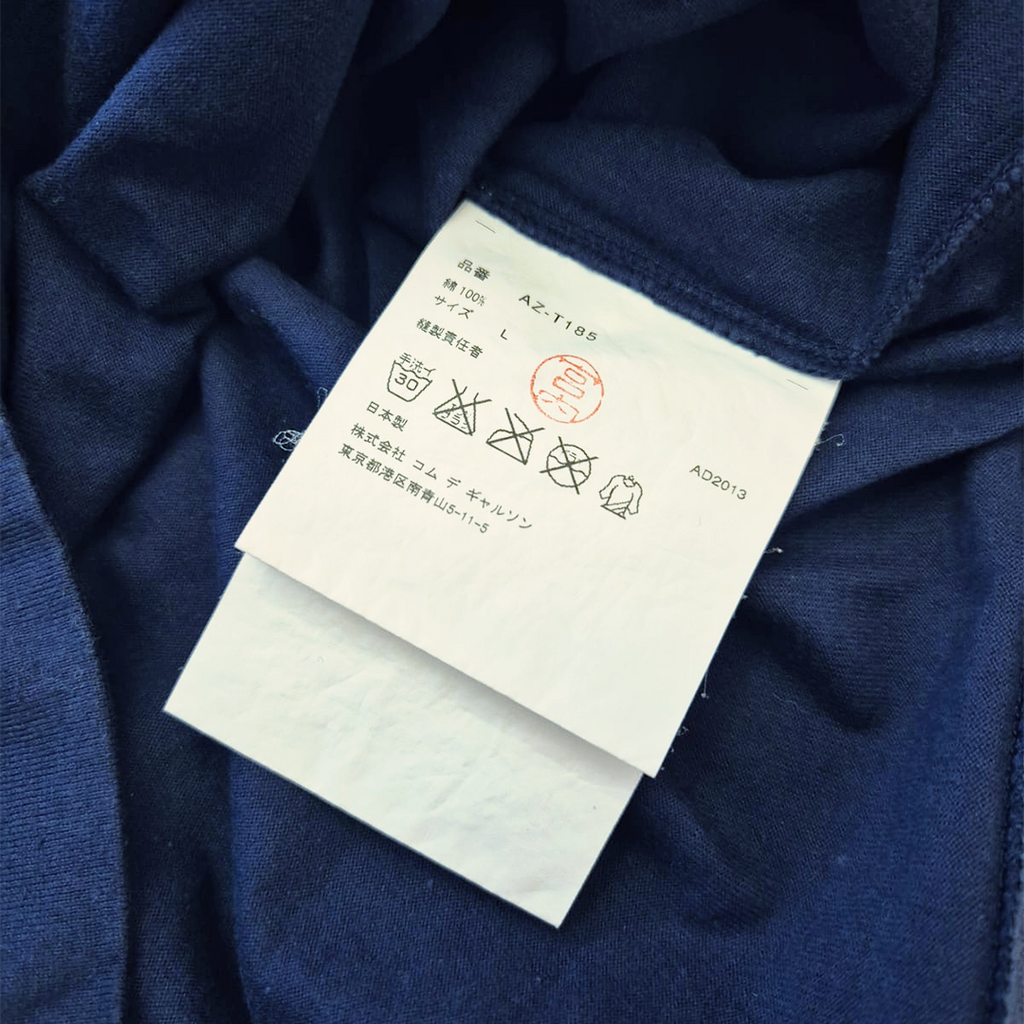 品番 AZ-T185
綿 100%
サイズ L
縫製責任者 宮内
手洗イ
30
日本製
株式会社 コム デ ギャルソン
東京都港区南青山5-11-5
AD2013